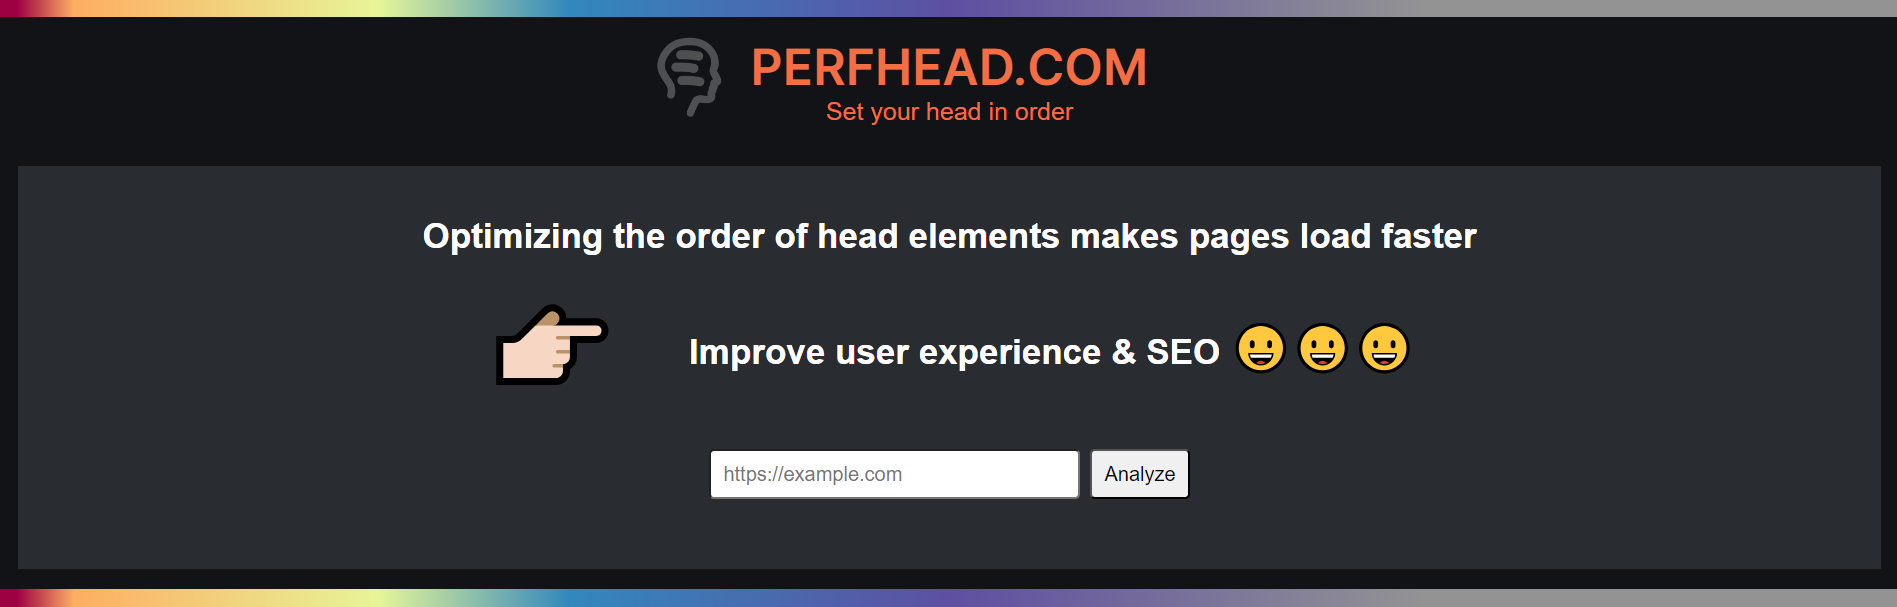 PERFHEAD.COM
Set your head in order
Optimizing the order of head elements makes pages load faster
Improve user experience & SEO
https://example.com
Analyze